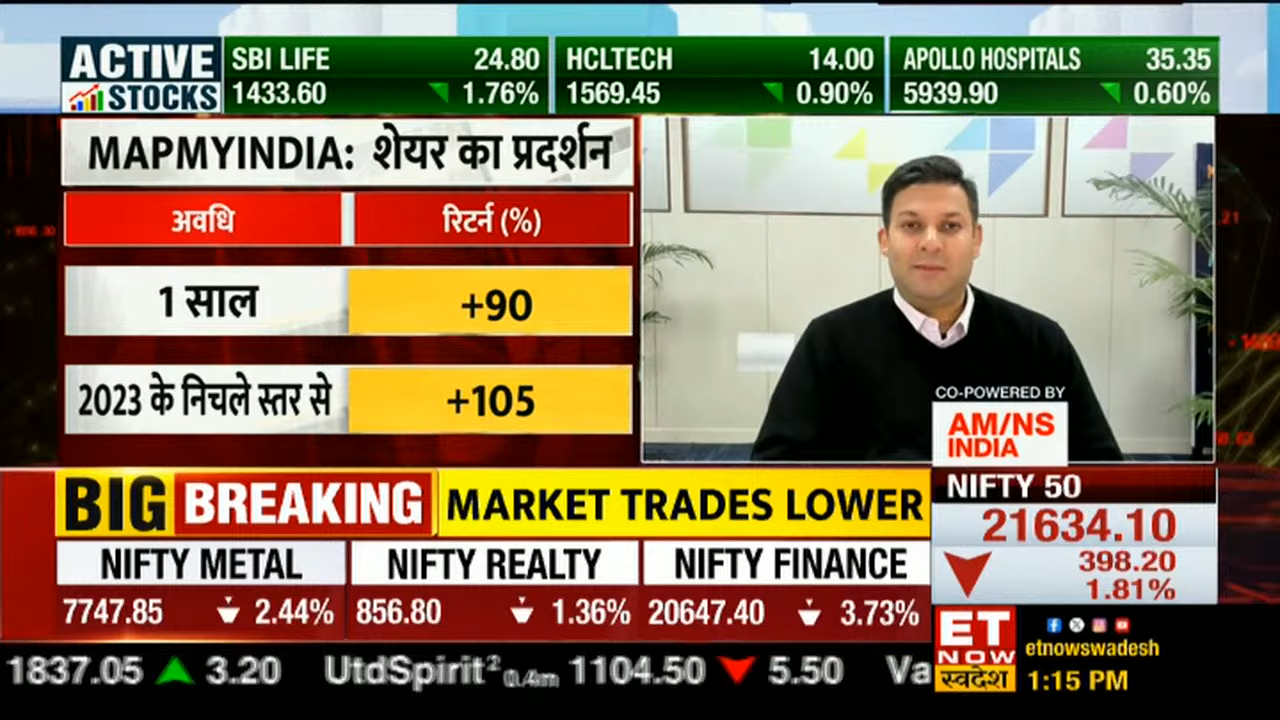 ACTIVE STOCKS
SBI LIFE 24.80
1433.60 1.76%
HCLTECH 14.00
1569.45 0.90%
APOLLO HOSPITALS 35.35
5939.90 0.60%
MAPMYINDIA: शेयर का प्रदर्शन
अवधि रिटर्न (%)
1 साल +90
2023 के निचले स्तर से +105
CO-POWERED BY
AM/NS
INDIA
BIG BREAKING MARKET TRADES LOWER
NIFTY METAL
7747.85 2.44%
NIFTY REALTY
856.80 1.36%
NIFTY FINANCE
20647.40 3.73%
NIFTY 50
21634.10
398.20
1.81%
1837.05 3.20 UtdSpirit² 0.4m 1104.50 5.50 Va
ET
NOW
स्वदेश
etnowswadesh
1:15 PM